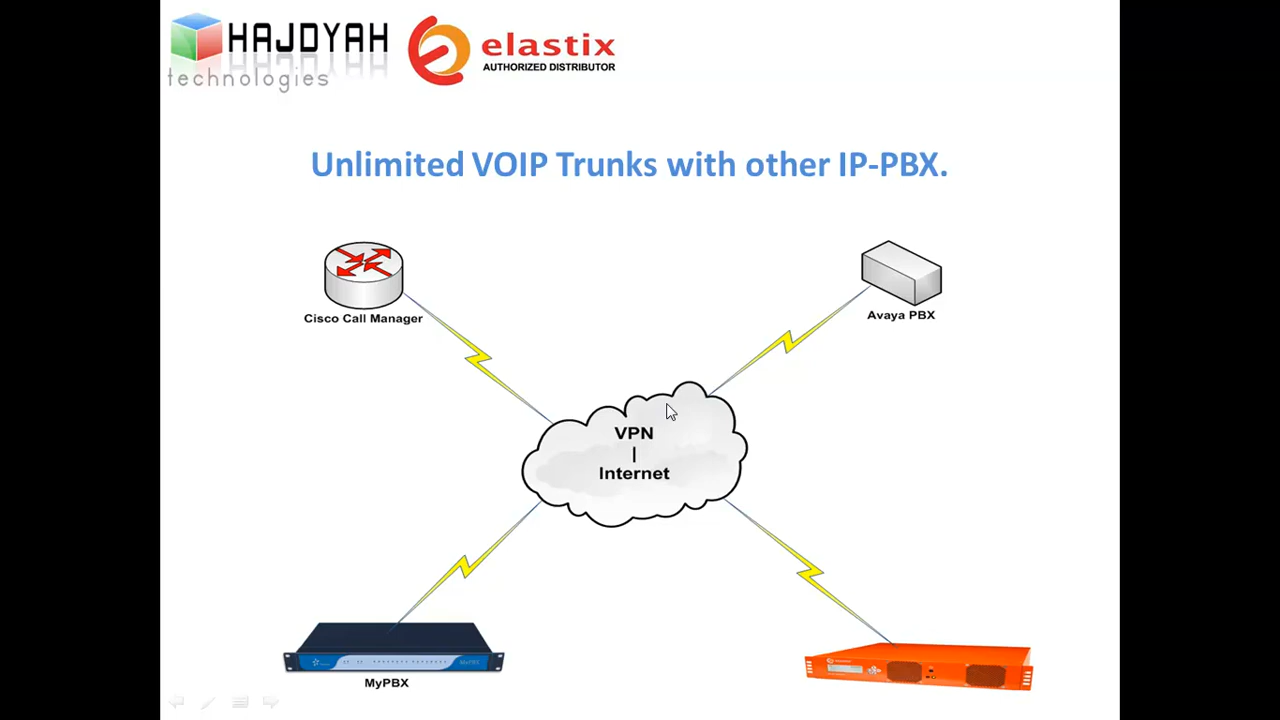 HAJDYAH
technologies
elastix
AUTHORIZED DISTRIBUTOR
Unlimited VOIP Trunks with other IP-PBX.
Cisco Call Manager
Avaya PBX
VPN
|
Internet
MyPBX
MyPBX